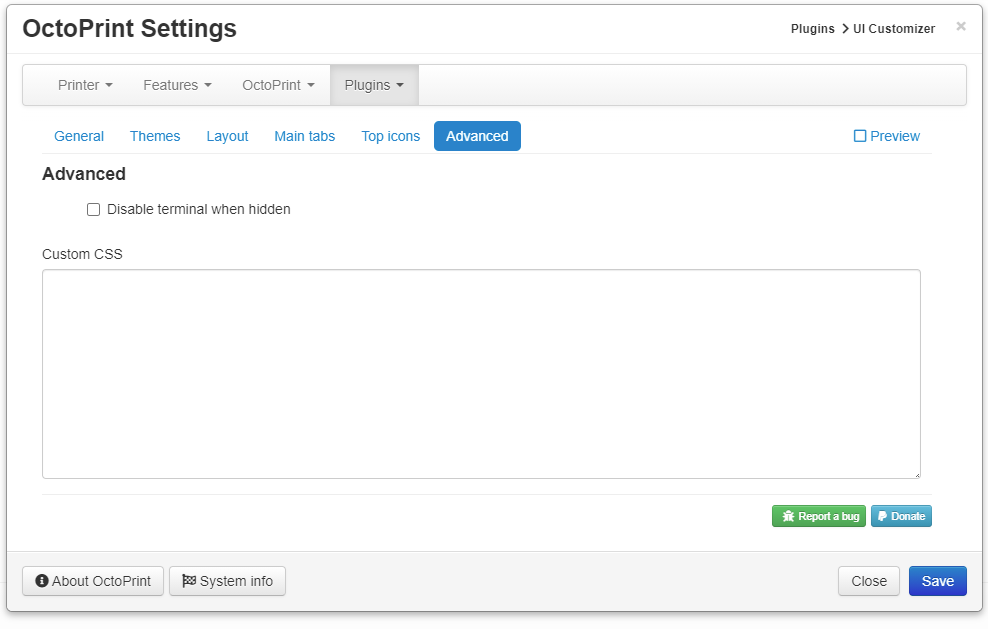 OctoPrint Settings
Plugins > UI Customizer
×
Printer Features OctoPrint Plugins
General Themes Layout Main tabs Top icons Advanced Preview
Advanced
Disable terminal when hidden
Custom CSS
Report a bug Donate
About OctoPrint System info Close Save